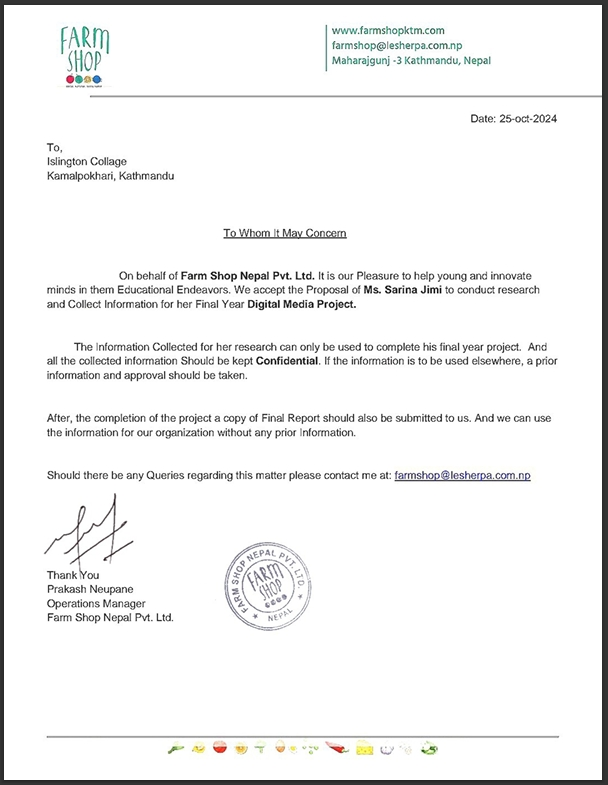 FARM
SHOP
www.farmshopktm.com
farmshop@lesherpa.com.np
Maharajgunj -3 Kathmandu, Nepal
Date: 25-oct-2024
To,
Islington Collage
Kamalpokhari, Kathmandu
To Whom It May Concern
On behalf of Farm Shop Nepal Pvt. Ltd. It is our Pleasure to help young and innovate
minds in them Educational Endeavors. We accept the Proposal of Ms. Sarina Jimi to conduct research
and Collect Information for her Final Year Digital Media Project.
The Information Collected for her research can only be used to complete his final year project. And
all the collected information Should be kept Confidential. If the information is to be used elsewhere, a prior
information and approval should be taken.
After, the completion of the project a copy of Final Report should also be submitted to us. And we can use
the information for our organization without any prior Information.
Should there be any Queries regarding this matter please contact me at: farmshop@lesherpa.com.np
Thank You
Prakash Neupane
Operations Manager
Farm Shop Nepal Pvt. Ltd.
FARM SHOP NEPAL PVT. LTD.
FARM
SHOP
NEPAL